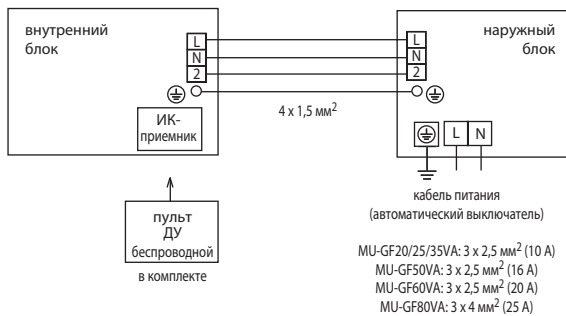 внутренний
блок
L
N
2
ИК-
приемник
пульт
ДУ
беспроводной
в комплекте
4 x 1,5 мм²
наружный
блок
L
N
2
L N
кабель питания
(автоматический выключатель)
MU-GF20/25/35VA: 3 x 2,5 мм² (10 А)
MU-GF50VA: 3 x 2,5 мм² (16 А)
MU-GF60VA: 3 x 2,5 мм² (20 А)
MU-GF80VA: 3 x 4 мм² (25 А)